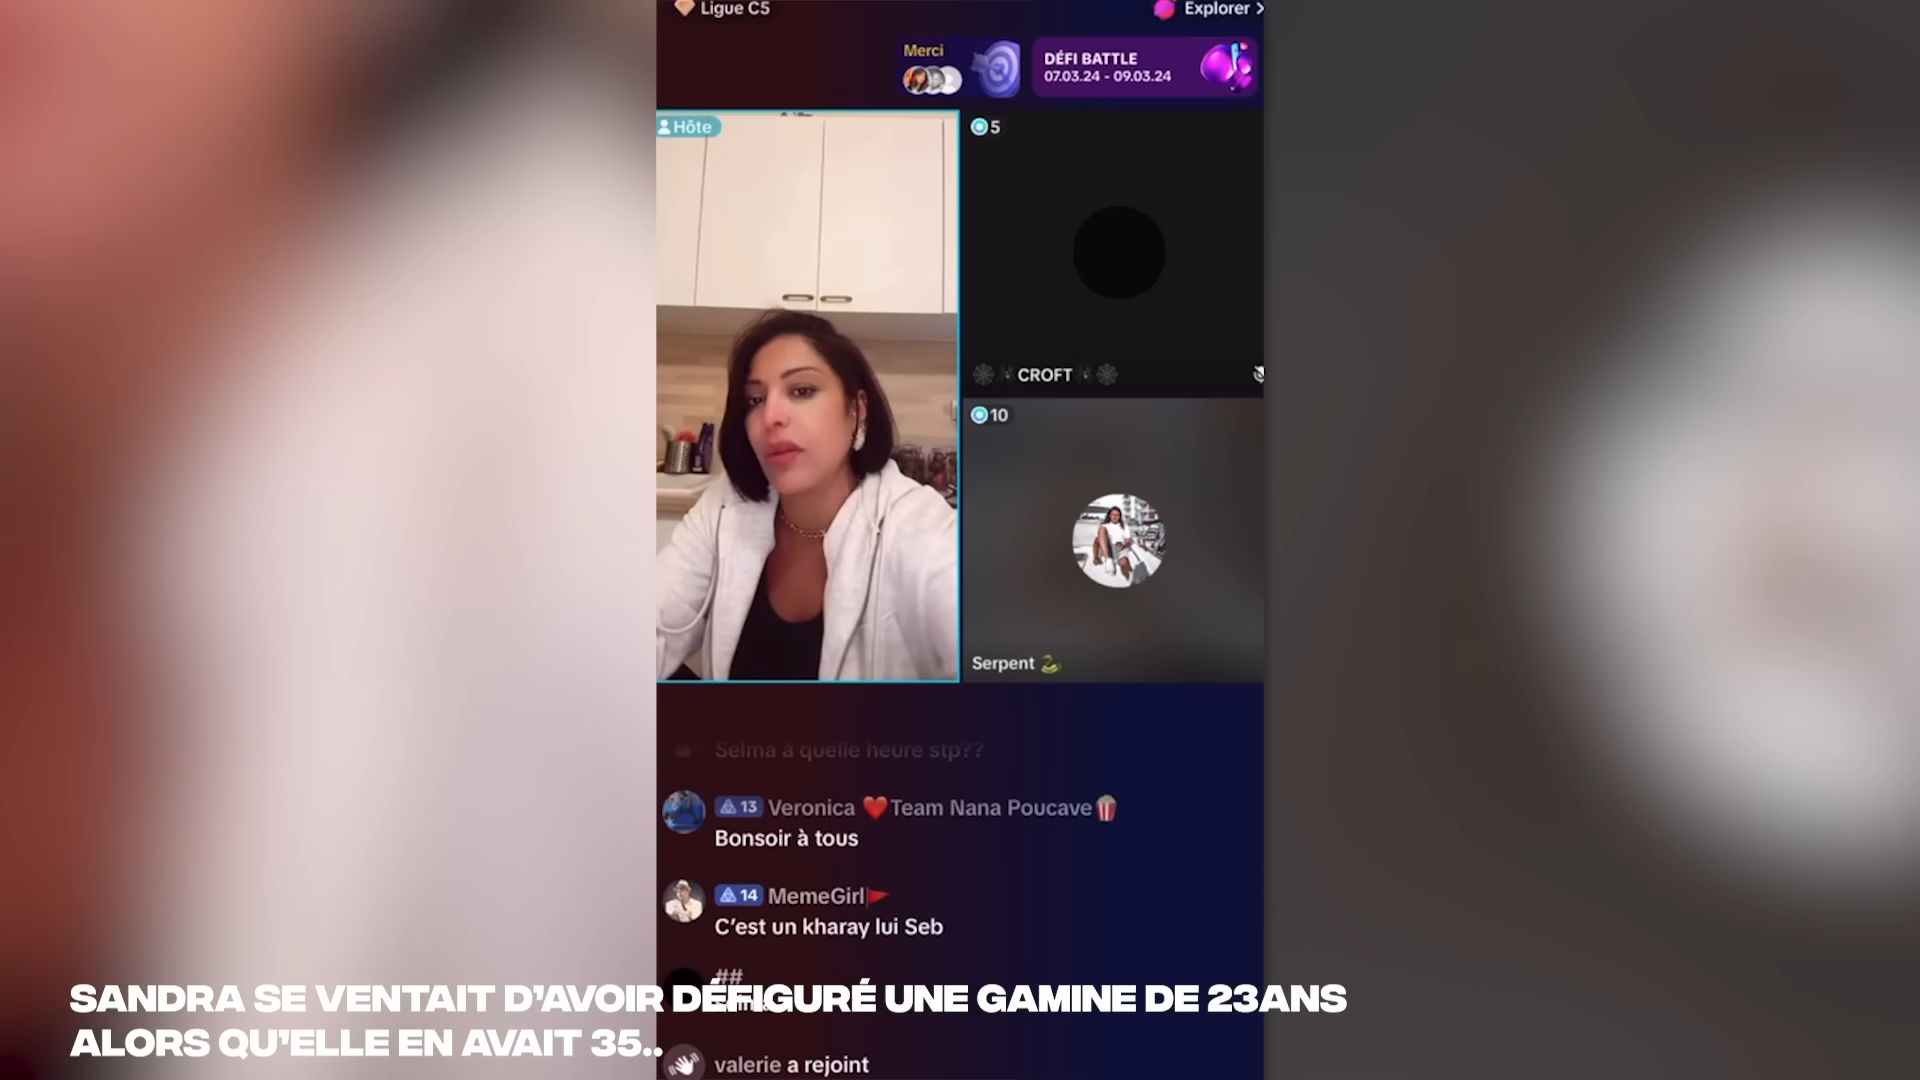 Ligue C5
Explorer >
Merci
DÉFI BATTLE
07.03.24 - 09.03.24
Hôte
5
CROFT
10
Serpent
Selma à quelle heure stp??
13 Veronica ❤️Team Nana Poucave🍿
Bonsoir à tous
14 MemeGirl🚩
C'est un kharay lui Seb
##
SANDRA SE VENTAIT D'AVOIR DÉFIGURÉ UNE GAMINE DE 23ANS
ALORS QU'ELLE EN AVAIT 35..
valerie a rejoint